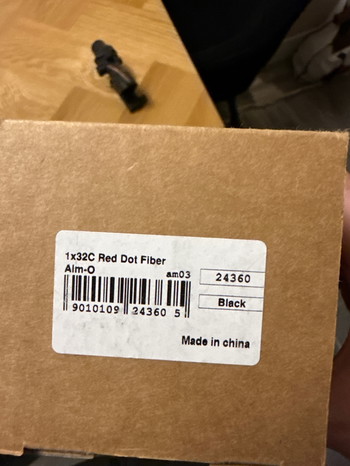 1x32C Red Dot Fiber
Aim-O
am03
24360
9010109 24360 5
Black
Made in china